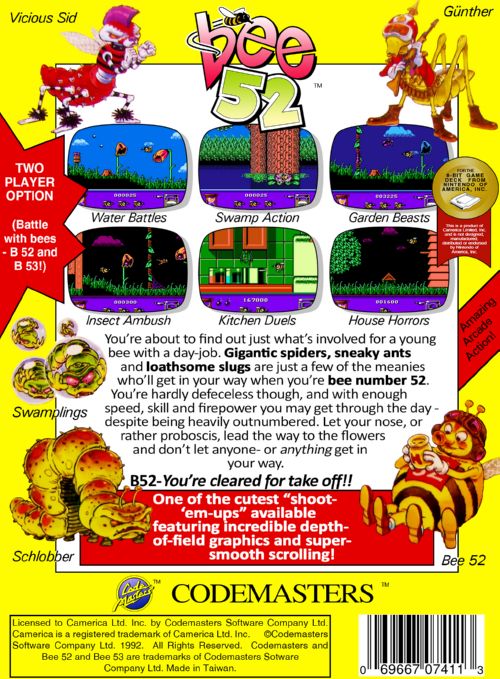 Vicious Sid
Günther
bee
52
TM
TWO
PLAYER
OPTION
(Battle
with bees
- B 52 and
B 53!)
000025
Water Battles
000025
Swamp Action
003225
Garden Beasts
FOR THE
8-BIT GAME
DECK FROM
NINTENDO OF
AMERICA, INC.
This is a product of
Camerica Limited, Inc.
and is not designed,
manufactured,
distributed or endorsed
by Nintendo of
America, Inc.
000300
Insect Ambush
167000
Kitchen Duels
001600
House Horrors
Amazing
Arcade
Action!
You're about to find out just what's involved for a young
bee with a day-job. Gigantic spiders, sneaky ants
and loathsome slugs are just a few of the meanies
who'll get in your way when you're bee number 52.
You're hardly defeceless though, and with enough
speed, skill and firepower you may get through the day -
despite being heavily outnumbered. Let your nose, or
rather proboscis, lead the way to the flowers
and don't let anyone- or anything get in
your way.
B52-You're cleared for take off!!
Swamplings
One of the cutest "shoot-
'em-ups" available
featuring incredible depth-
of-field graphics and super-
smooth scrolling!
Schlobber
Bee 52
Code
Masters
TM
CODEMASTERS TM
Licensed to Camerica Ltd. Inc. by Codemasters Software Company Ltd.
Camerica is a registered trademark of Camerica Ltd. Inc. ©Codemasters
Software Company Ltd. 1992. All Rights Reserved. Codemasters and
Bee 52 and Bee 53 are trademarks of Codemasters Sotware
Company Ltd. Made in Taiwan.
0 69667 07411 3